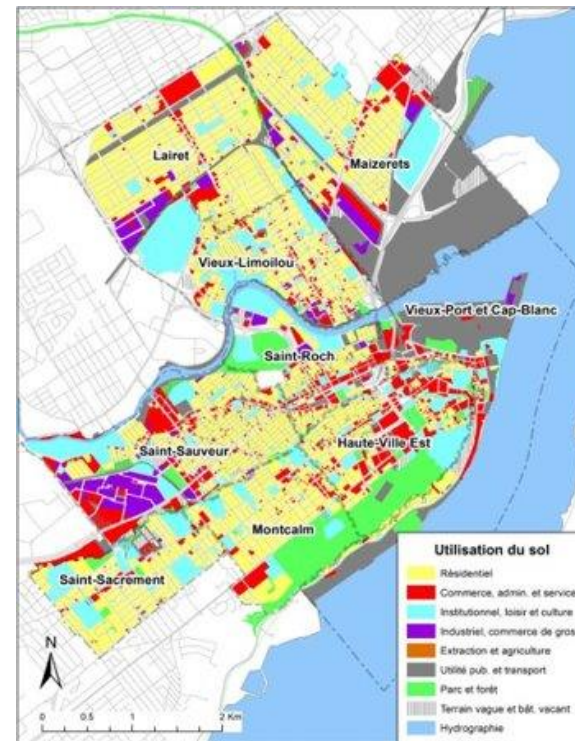 Lairet
Maizerets
Vieux-Limoilou
Vieux-Port et Cap-Blanc
Saint-Roch
Saint-Sauveur
Haute-Ville Est
Montcalm
Saint-Sacrement
N
0 0.5 1 2 Km
Utilisation du sol
Résidentiel
Commerce, admin. et service
Institutionnel, loisir et culture
Industriel, commerce de gros
Extraction et agriculture
Utilité pub. et transport
Parc et forêt
Terrain vague et bât. vacant
Hydrographie